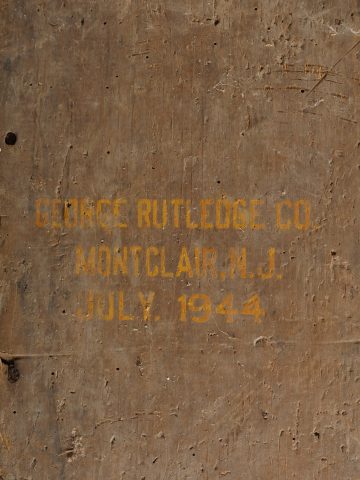 GEORGE RUTLEDGE CO.
MONTCLAIR, N.J.
JULY. 1944